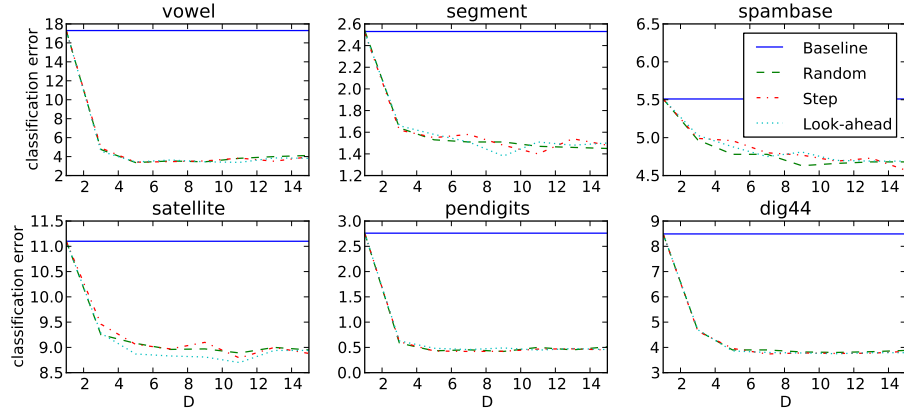 vowel
segment
spambase
classification error
18
16
14
12
10
8
6
4
2
2 4 6 8 10 12 14
2.6
2.4
2.2
2.0
1.8
1.6
1.4
1.2
2 4 6 8 10 12 14
6.5
6.0
5.5
5.0
4.5
2 4 6 8 10 12 14
Baseline
Random
Step
Look-ahead
satellite
pendigits
dig44
classification error
11.5
11.0
10.5
10.0
9.5
9.0
8.5
2 4 6 8 10 12 14
D
3.0
2.5
2.0
1.5
1.0
0.5
0.0
2 4 6 8 10 12 14
D
9
8
7
6
5
4
3
2 4 6 8 10 12 14
D